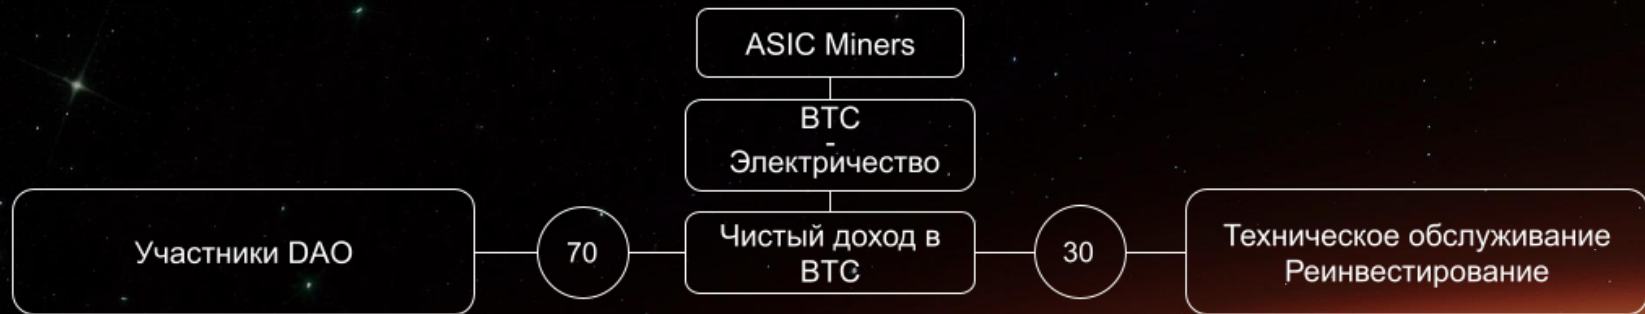 ASIC Miners
BTC
-
Электричество
Участники DAO
70
Чистый доход в
BTC
30
Техническое обслуживание
Реинвестирование